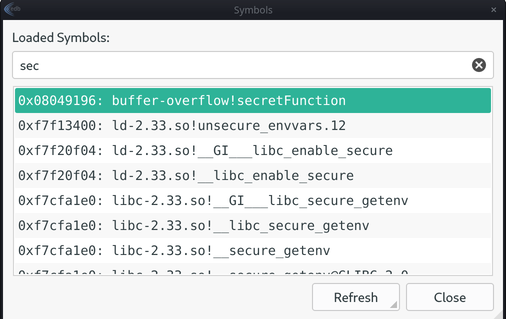 edb
Symbols
Loaded Symbols:
sec
0x08049196: buffer-overflow!secretFunction
0xf7f13400: ld-2.33.so!unsecure_envvars.12
0xf7f20f04: ld-2.33.so!__GI___libc_enable_secure
0xf7f20f04: ld-2.33.so!__libc_enable_secure
0xf7cfa1e0: libc-2.33.so!__GI___libc_secure_getenv
0xf7cfa1e0: libc-2.33.so!__libc_secure_getenv
0xf7cfa1e0: libc-2.33.so!__secure_getenv
Refresh
Close